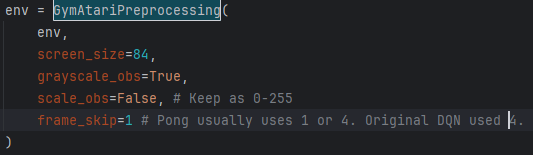 env = GymAtariPreprocessing(
    env,
    screen_size=84,
    grayscale_obs=True,
    scale_obs=False, # Keep as 0-255
    frame_skip=1 # Pong usually uses 1 or 4. Original DQN used 4.
)